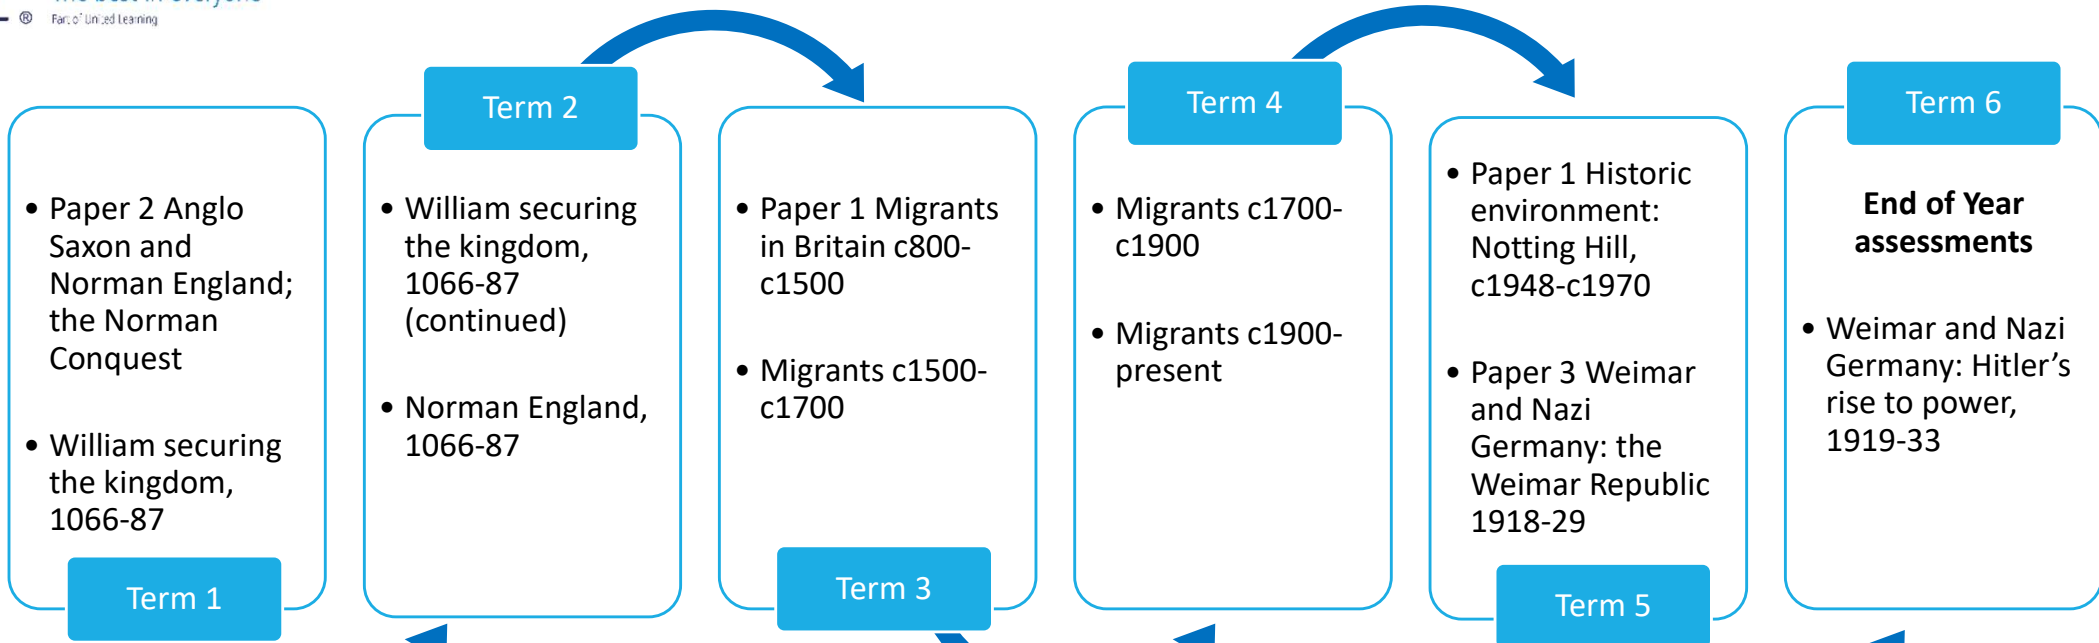 Part of United Learning
Term 1
• Paper 2 Anglo
Saxon and
Norman England;
the Norman
Conquest
• William securing
the kingdom,
1066-87
Term 2
• William securing
the kingdom,
1066-87
(continued)
• Norman England,
1066-87
• Paper 1 Migrants
in Britain c800-
c1500
• Migrants c1500-
c1700
Term 3
Term 4
• Migrants c1700-
c1900
• Migrants c1900-
present
• Paper 1 Historic
environment:
Notting Hill,
c1948-c1970
• Paper 3 Weimar
and Nazi
Germany: the
Weimar Republic
1918-29
Term 5
Term 6
End of Year
assessments
• Weimar and Nazi
Germany: Hitler’s
rise to power,
1919-33